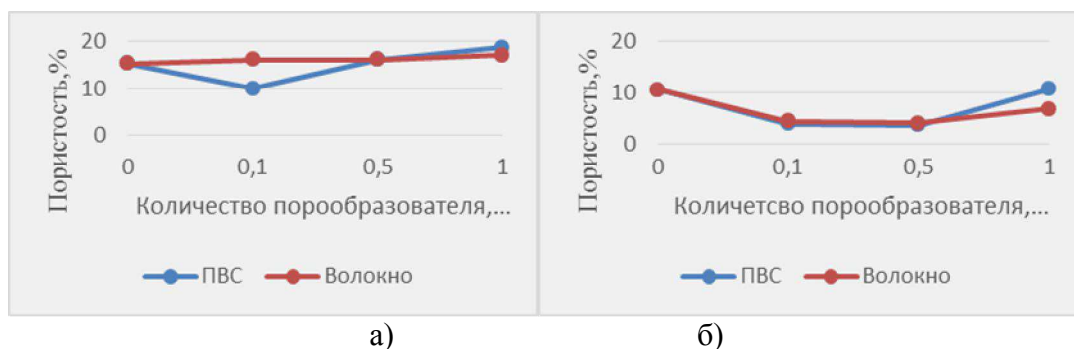 Пористость,%
20
10
0
0
0,1
0,5
1
Количество порообразователя,...
ПВС
Волокно
Пористость,%
20
10
0
0
0,1
0,5
1
Количетсво порообразователя,...
ПВС
Волокно
а)
б)